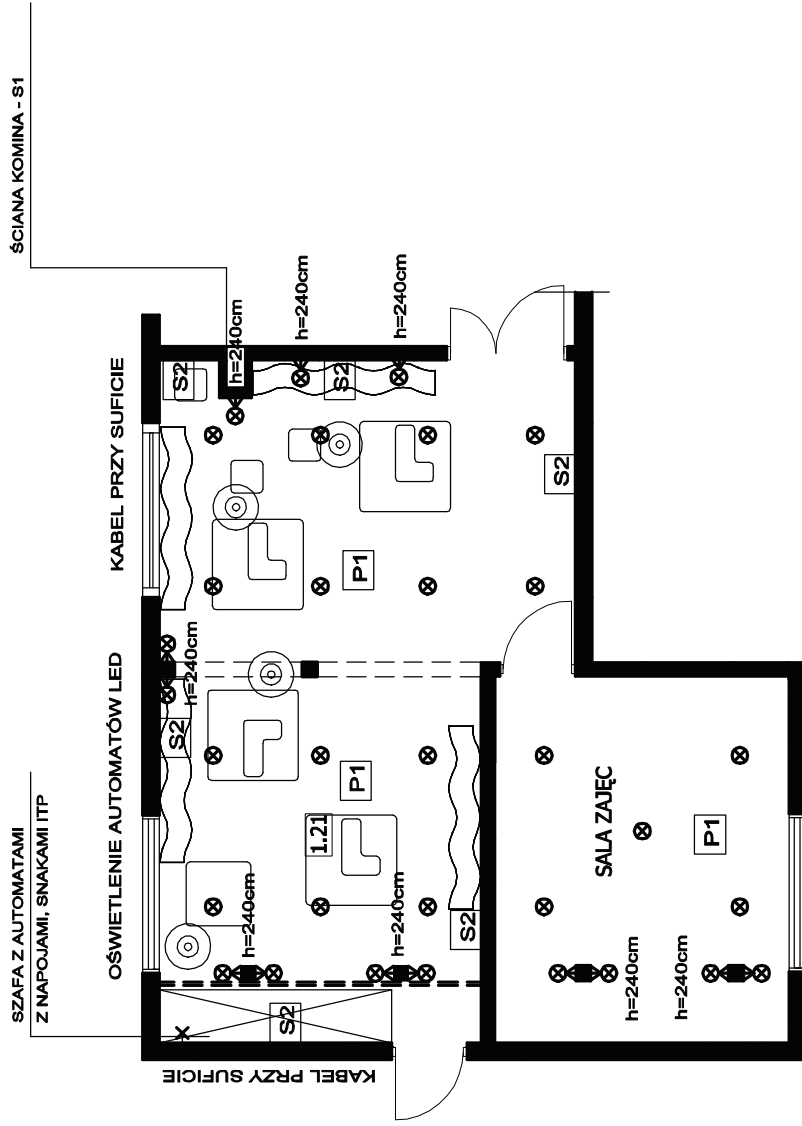 ŚCIANA KOMINA - S1
KABEL PRZY SUFICIE
OŚWIETLENIE AUTOMATÓW LED
SZAFA Z AUTOMATAMI
Z NAPOJAMI, SNAKAMI ITP
KABEL PRZY SUFICIE
S2
h=240cm
h=240cm
S2
h=240cm
S2
P1
h=240cm
S2
P1
1.21
h=240cm
h=240cm
S2
S2
SALA ZAJĘC
P1
h=240cm
h=240cm